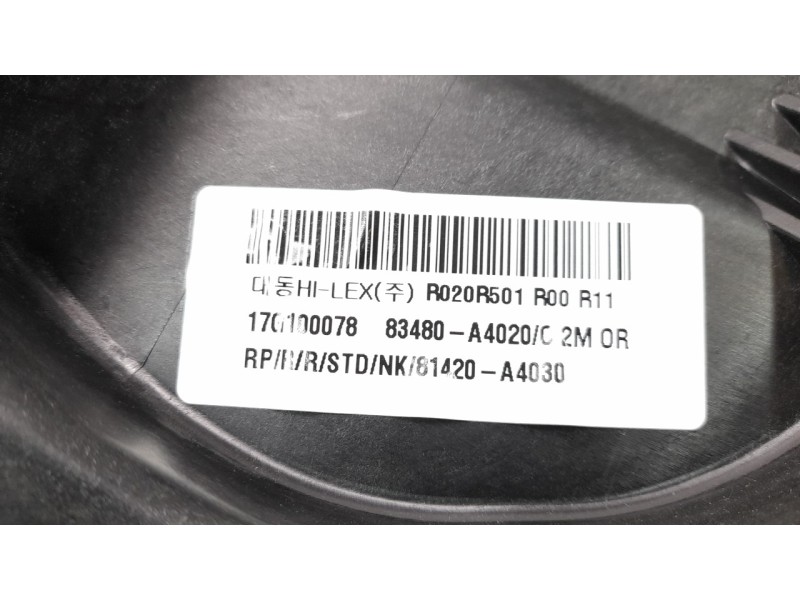 대동HI-LEX(주) R020R501 R00 R11
83480-A4020/C 2M OR
RP/R/R/STD/NK/81420-A4030